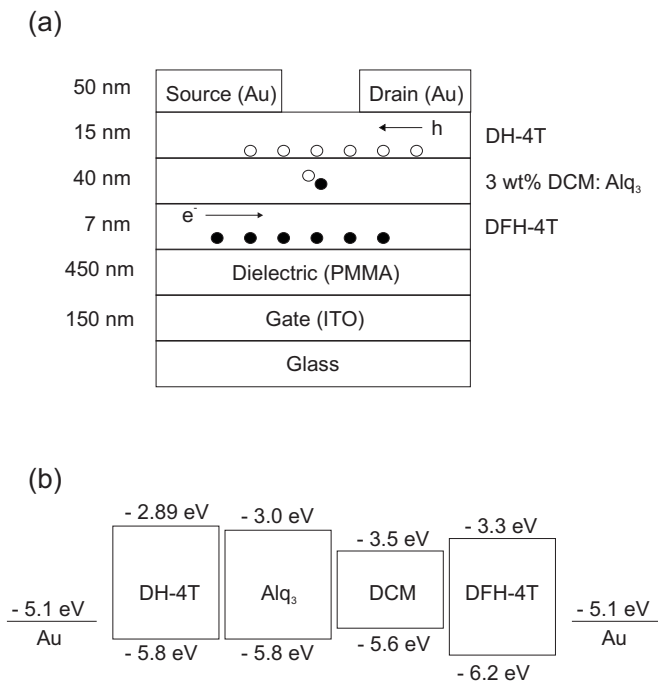 (a)
50 nm Source (Au) Drain (Au)
15 nm h DH-4T
40 nm 3 wt% DCM: Alq₃
7 nm e⁻ DFH-4T
450 nm Dielectric (PMMA)
150 nm Gate (ITO)
Glass
(b)
- 2.89 eV - 3.0 eV - 3.5 eV - 3.3 eV
- 5.1 eV DH-4T Alq₃ DCM DFH-4T - 5.1 eV
Au Au
- 5.8 eV - 5.8 eV - 5.6 eV - 6.2 eV